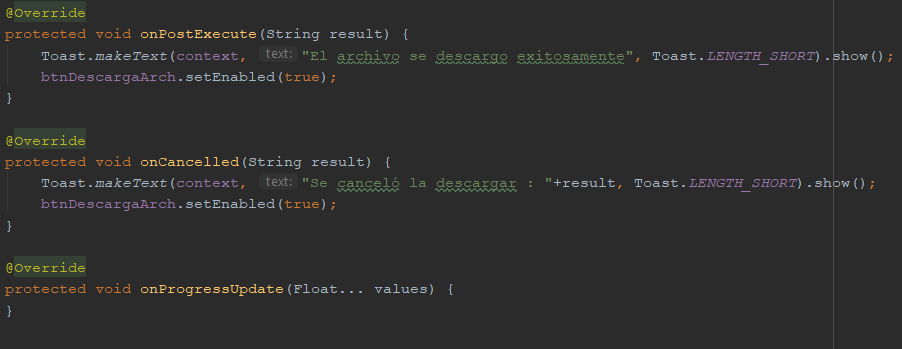 @Override
protected void onPostExecute(String result) {
Toast.makeText(context, text: "El archivo se descargo exitosamente", Toast.LENGTH_SHORT).show();
btnDescargaArch.setEnabled(true);
}
@Override
protected void onCancelled(String result) {
Toast.makeText(context, text: "Se canceló la descargar : "+result, Toast.LENGTH_SHORT).show();
btnDescargaArch.setEnabled(true);
}
@Override
protected void onProgressUpdate(Float... values) {
}